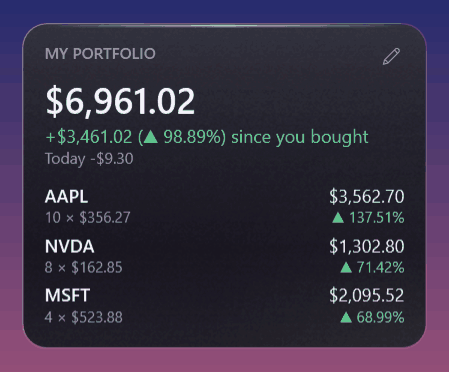 MY PORTFOLIO
$6,961.02
+$3,461.02 (▲ 98.89%) since you bought
Today -$9.30
AAPL $3,562.70
10 × $356.27 ▲ 137.51%
NVDA $1,302.80
8 × $162.85 ▲ 71.42%
MSFT $2,095.52
4 × $523.88 ▲ 68.99%